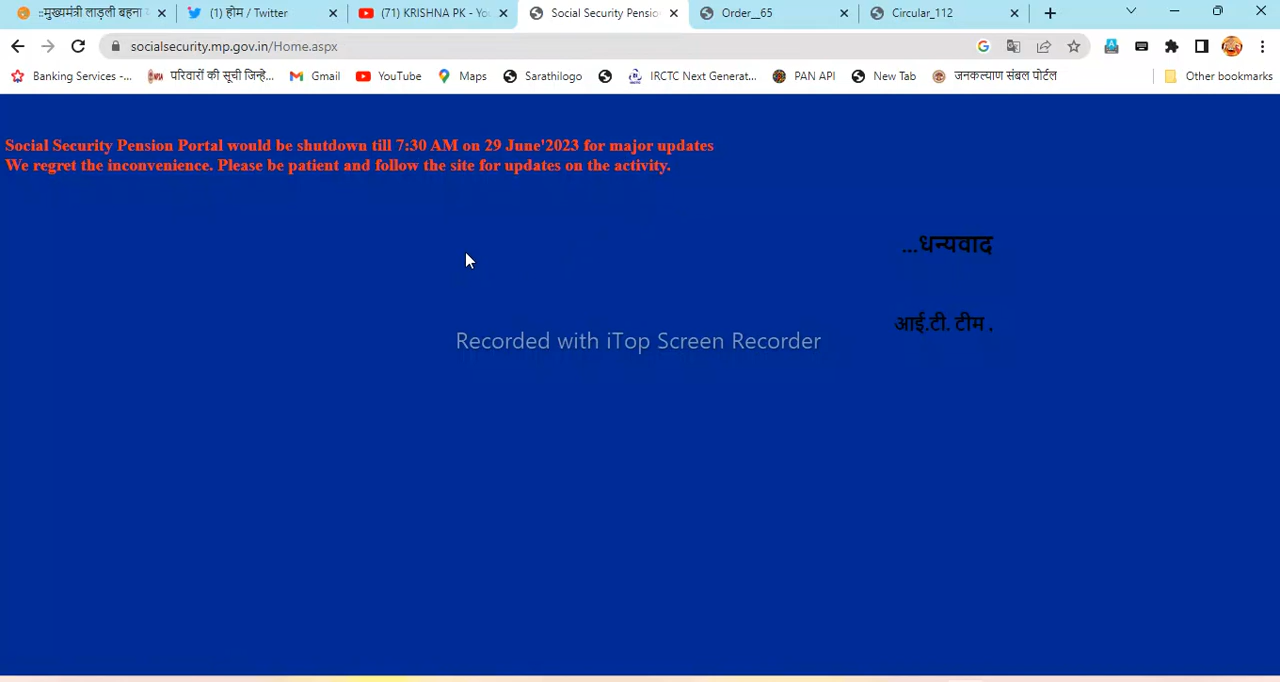 ::मुख्यमंत्री लाड़ली बहना
(1) होम / Twitter
(71) KRISHNA PK - Yo
Social Security Pensio
Order__65
Circular_112
socialsecurity.mp.gov.in/Home.aspx
Banking Services -...
परिवारों की सूची जिन्हे...
Gmail
YouTube
Maps
Sarathilogo
IRCTC Next Generat...
PAN API
New Tab
जनकल्याण संबल पोर्टल
Other bookmarks
Social Security Pension Portal would be shutdown till 7:30 AM on 29 June'2023 for major updates
We regret the inconvenience. Please be patient and follow the site for updates on the activity.
...धन्यवाद
आई.टी. टीम .
Recorded with iTop Screen Recorder